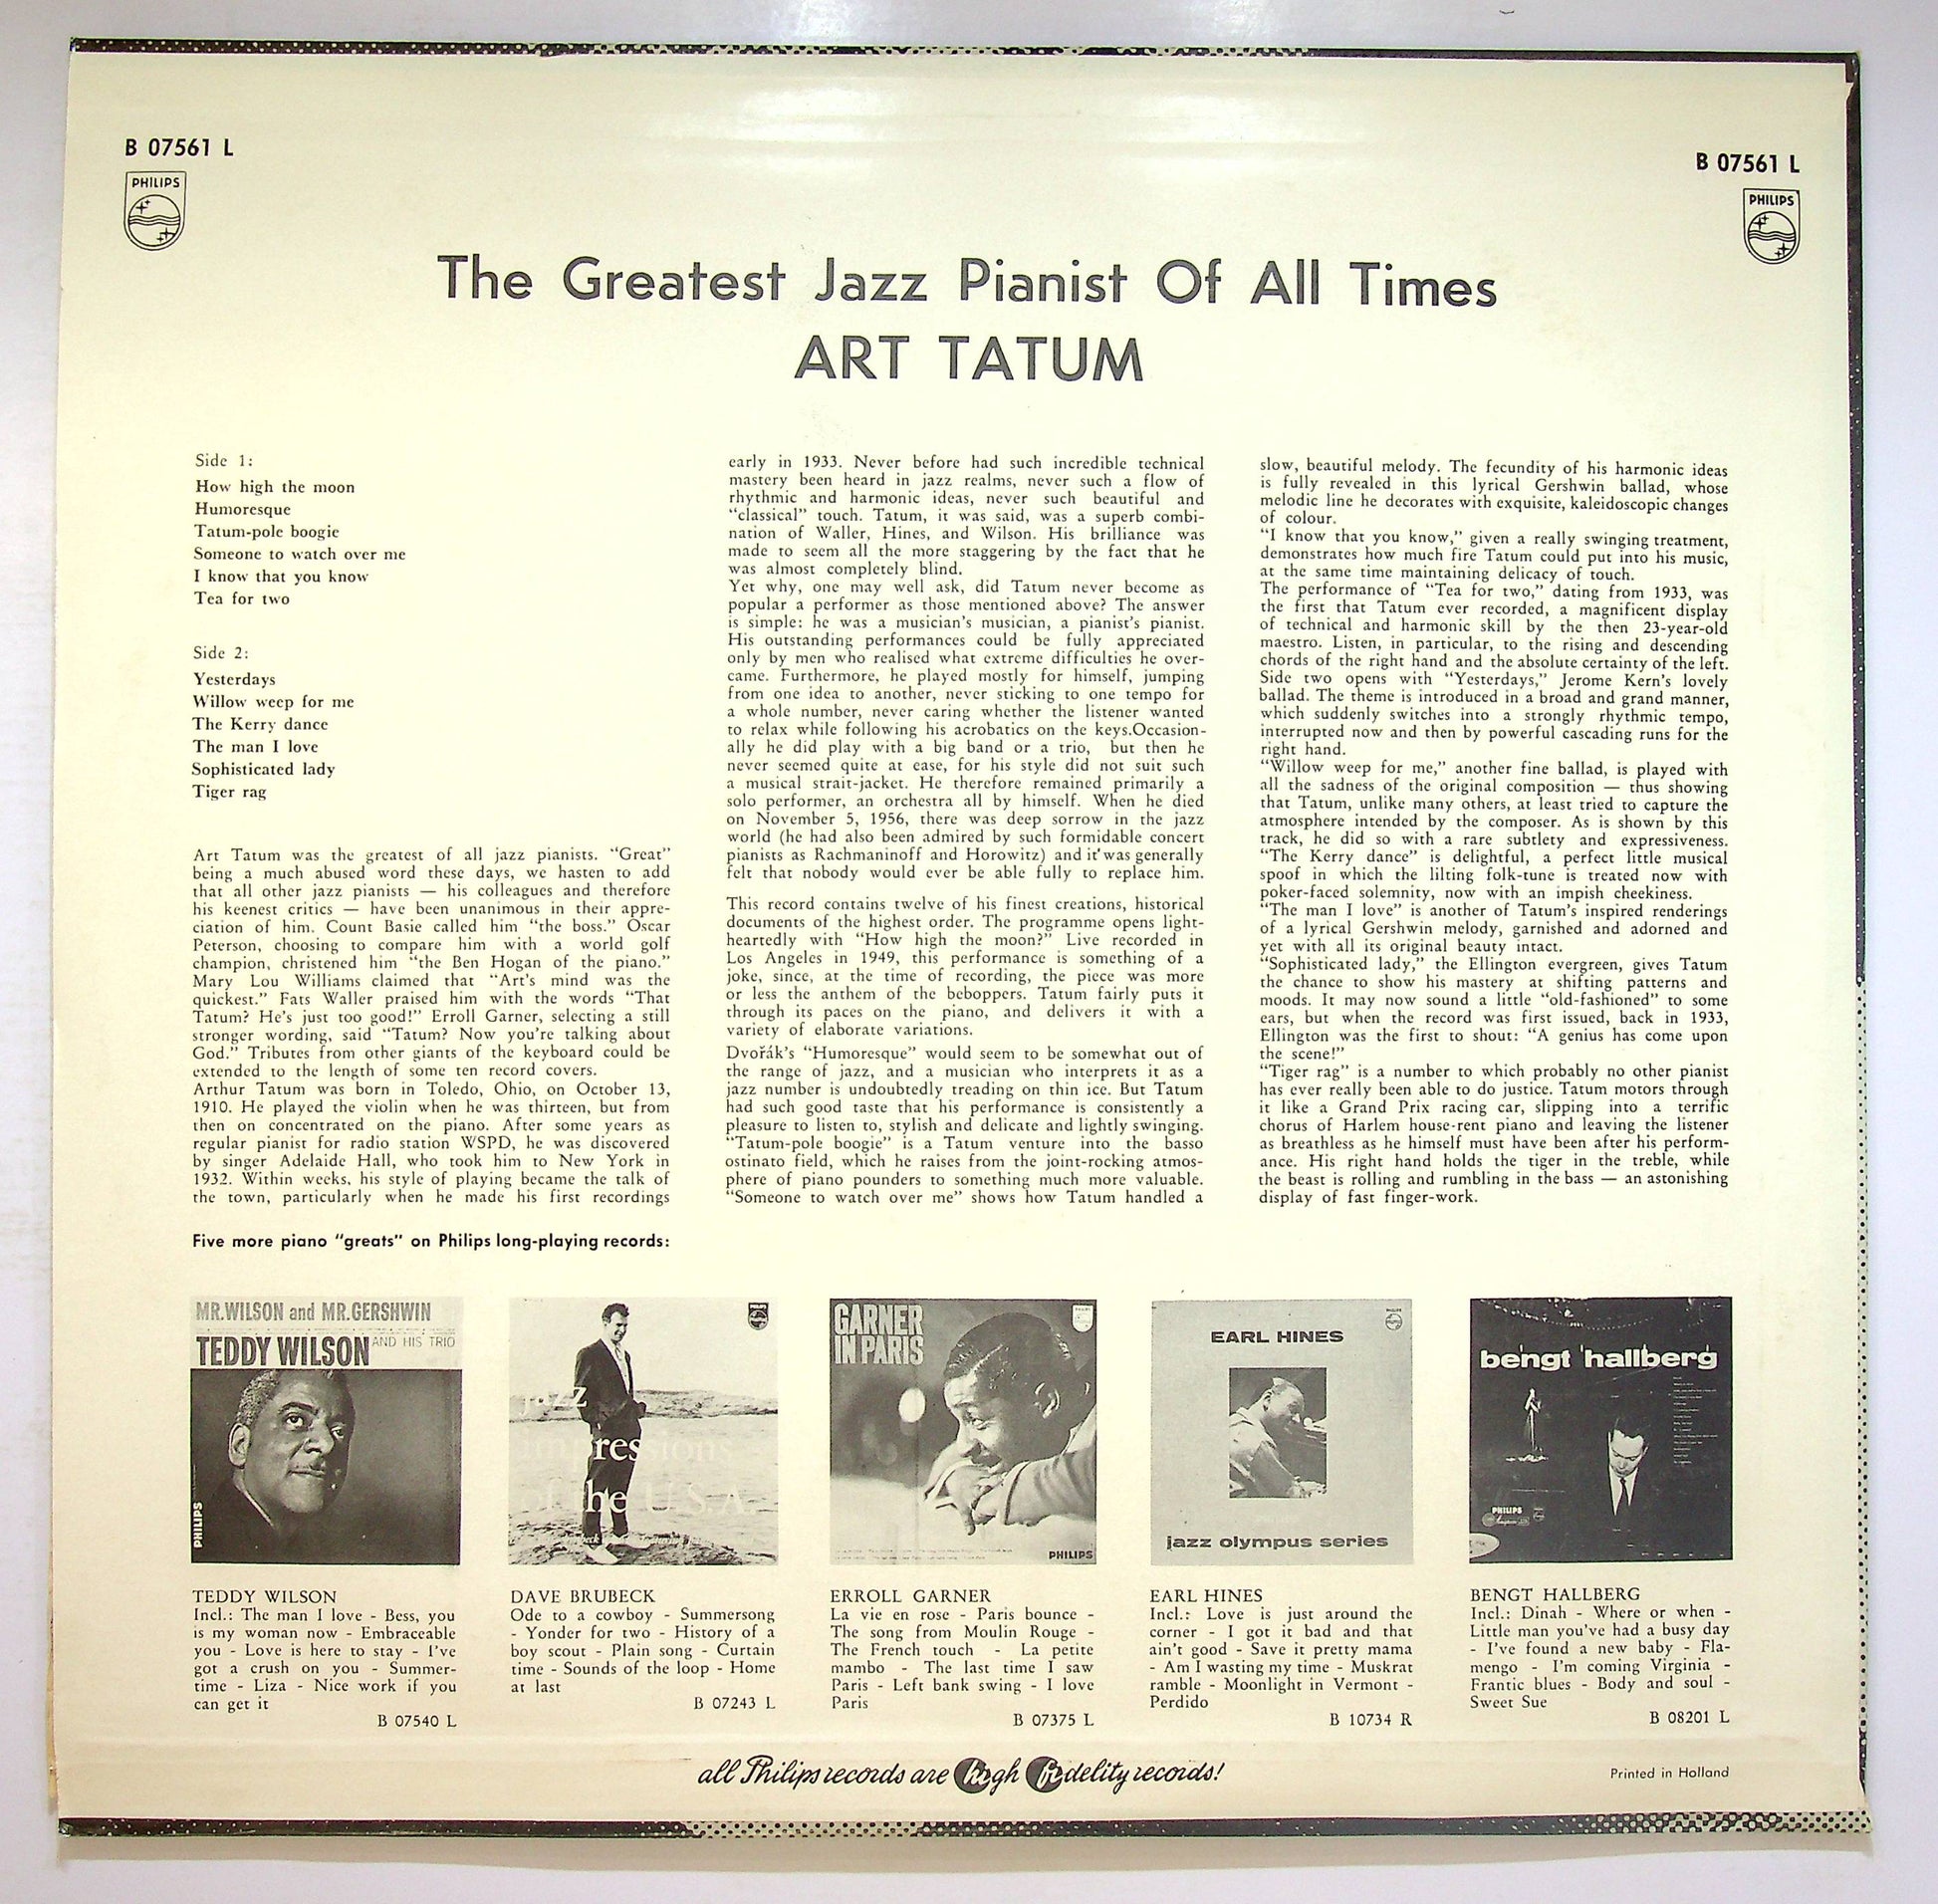 B 07561 L
B 07561 L
PHILIPS
PHILIPS
The Greatest Jazz Pianist Of All Times
ART TATUM
Side 1:
How high the moon
Humoresque
Tatum-pole boogie
Someone to watch over me
I know that you know
Tea for two
Side 2:
Yesterdays
Willow weep for me
The Kerry dance
The man I love
Sophisticated lady
Tiger rag
Art Tatum was the greatest of all jazz pianists. “Great”
being a much abused word these days, we hasten to add
that all other jazz pianists — his colleagues and therefore
his keenest critics — have been unanimous in their appre-
ciation of him. Count Basie called him “the boss.” Oscar
Peterson, choosing to compare him with a world golf
champion, christened him “the Ben Hogan of the piano.”
Mary Lou Williams claimed that “Art's mind was the
quickest.” Fats Waller praised him with the words “That
Tatum? He's just too good!” Erroll Garner, selecting a still
stronger wording, said “Tatum? Now you're talking about
God.” Tributes from other giants of the keyboard could be
extended to the length of some ten record covers.
Arthur Tatum was born in Toledo, Ohio, on October 13,
1910. He played the violin when he was thirteen, but from
then on concentrated on the piano. After some years as
regular pianist for radio station WSPD, he was discovered
by singer Adelaide Hall, who took him to New York in
1932. Within weeks, his style of playing became the talk of
the town, particularly when he made his first recordings
early in 1933. Never before had such incredible technical
mastery been heard in jazz realms, never such a flow of
rhythmic and harmonic ideas, never such beautiful and
“classical” touch. Tatum, it was said, was a superb combi-
nation of Waller, Hines, and Wilson. His brilliance was
made to seem all the more staggering by the fact that he
was almost completely blind.
Yet why, one may well ask, did Tatum never become as
popular a performer as those mentioned above? The answer
is simple: he was a musician's musician, a pianist's pianist.
His outstanding performances could be fully appreciated
only by men who realised what extreme difficulties he over-
came. Furthermore, he played mostly for himself, jumping
from one idea to another, never sticking to one tempo for
a whole number, never caring whether the listener wanted
to relax while following his acrobatics on the keys.Occasion-
ally he did play with a big band or a trio, but then he
never seemed quite at ease, for his style did not suit such
a musical strait-jacket. He therefore remained primarily a
solo performer, an orchestra all by himself. When he died
on November 5, 1956, there was deep sorrow in the jazz
world (he had also been admired by such formidable concert
pianists as Rachmaninoff and Horowitz) and it was generally
felt that nobody would ever be able fully to replace him.
This record contains twelve of his finest creations, historical
documents of the highest order. The programme opens light-
heartedly with “How high the moon?” Live recorded in
Los Angeles in 1949, this performance is something of a
joke, since, at the time of recording, the piece was more
or less the anthem of the beboppers. Tatum fairly puts it
through its paces on the piano, and delivers it with a
variety of elaborate variations.
Dvořák's “Humoresque” would seem to be somewhat out of
the range of jazz, and a musician who interprets it as a
jazz number is undoubtedly treading on thin ice. But Tatum
had such good taste that his performance is consistently a
pleasure to listen to, stylish and delicate and lightly swinging.
“Tatum-pole boogie” is a Tatum venture into the basso
ostinato field, which he raises from the joint-rocking atmos-
phere of piano pounders to something much more valuable.
“Someone to watch over me” shows how Tatum handled a
slow, beautiful melody. The fecundity of his harmonic ideas
is fully revealed in this lyrical Gershwin ballad, whose
melodic line he decorates with exquisite, kaleidoscopic changes
of colour.
“I know that you know,” given a really swinging treatment,
demonstrates how much fire Tatum could put into his music,
at the same time maintaining delicacy of touch.
The performance of “Tea for two,” dating from 1933, was
the first that Tatum ever recorded, a magnificent display
of technical and harmonic skill by the then 23-year-old
maestro. Listen, in particular, to the rising and descending
chords of the right hand and the absolute certainty of the left.
Side two opens with “Yesterdays,” Jerome Kern's lovely
ballad. The theme is introduced in a broad and grand manner,
which suddenly switches into a strongly rhythmic tempo,
interrupted now and then by powerful cascading runs for the
right hand.
“Willow weep for me,” another fine ballad, is played with
all the sadness of the original composition — thus showing
that Tatum, unlike many others, at least tried to capture the
atmosphere intended by the composer. As is shown by this
track, he did so with a rare subtlety and expressiveness.
“The Kerry dance” is delightful, a perfect little musical
spoof in which the lilting folk-tune is treated now with
poker-faced solemnity, now with an impish cheekiness.
“The man I love” is another of Tatum's inspired renderings
of a lyrical Gershwin melody, garnished and adorned and
yet with all its original beauty intact.
“Sophisticated lady,” the Ellington evergreen, gives Tatum
the chance to show his mastery at shifting patterns and
moods. It may now sound a little “old-fashioned” to some
ears, but when the record was first issued, back in 1933,
Ellington was the first to shout: “A genius has come upon
the scene!”
“Tiger rag” is a number to which probably no other pianist
has ever really been able to do justice. Tatum motors through
it like a Grand Prix racing car, slipping into a terrific
chorus of Harlem house-rent piano and leaving the listener
as breathless as he himself must have been after his perform-
ance. His right hand holds the tiger in the treble, while
the beast is rolling and rumbling in the bass — an astonishing
display of fast finger-work.
Five more piano “greats” on Philips long-playing records:
MR.WILSON and MR.GERSHWIN
TEDDY WILSON AND HIS TRIO
PHILIPS
jazz
impressions
of the U.S.A.
GARNER
IN PARIS
PHILIPS
EARL HINES
jazz olympus series
bengt hallberg
PHILIPS
TEDDY WILSON
Incl.: The man I love - Bess, you
is my woman now - Embraceable
you - Love is here to stay - I've
got a crush on you - Summer-
time - Liza - Nice work if you
can get it
B 07540 L
DAVE BRUBECK
Ode to a cowboy - Summersong
- Yonder for two - History of a
boy scout - Plain song - Curtain
time - Sounds of the loop - Home
at last
B 07243 L
ERROLL GARNER
La vie en rose - Paris bounce -
The song from Moulin Rouge -
The French touch - La petite
mambo - The last time I saw
Paris - Left bank swing - I love
Paris
B 07375 L
EARL HINES
Incl.: Love is just around the
corner - I got it bad and that
ain't good - Save it pretty mama
- Am I wasting my time - Muskrat
ramble - Moonlight in Vermont -
Perdido
B 10734 R
BENGT HALLBERG
Incl.: Dinah - Where or when -
Little man you've had a busy day
- I've found a new baby - Fla-
mengo - I'm coming Virginia -
Frantic blues - Body and soul -
Sweet Sue
B 08201 L
all Philips records are high fidelity records!
Printed in Holland